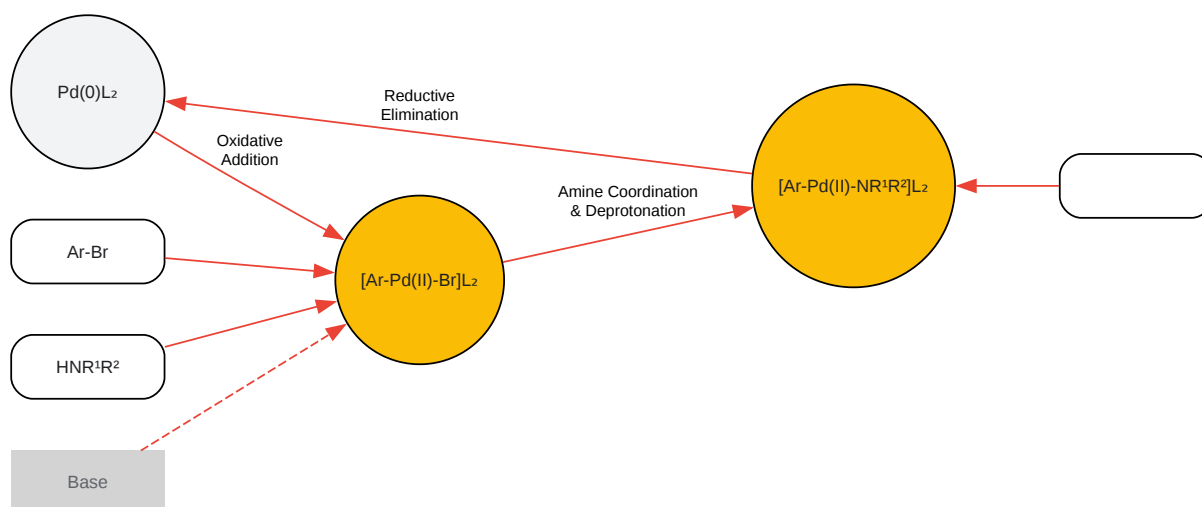 Pd(0)L₂
Reductive
Elimination
Oxidative
Addition
Amine Coordination
& Deprotonation
[Ar-Pd(II)-NR¹R²]L₂
Ar-Br
[Ar-Pd(II)-Br]L₂
HNR¹R²
Base